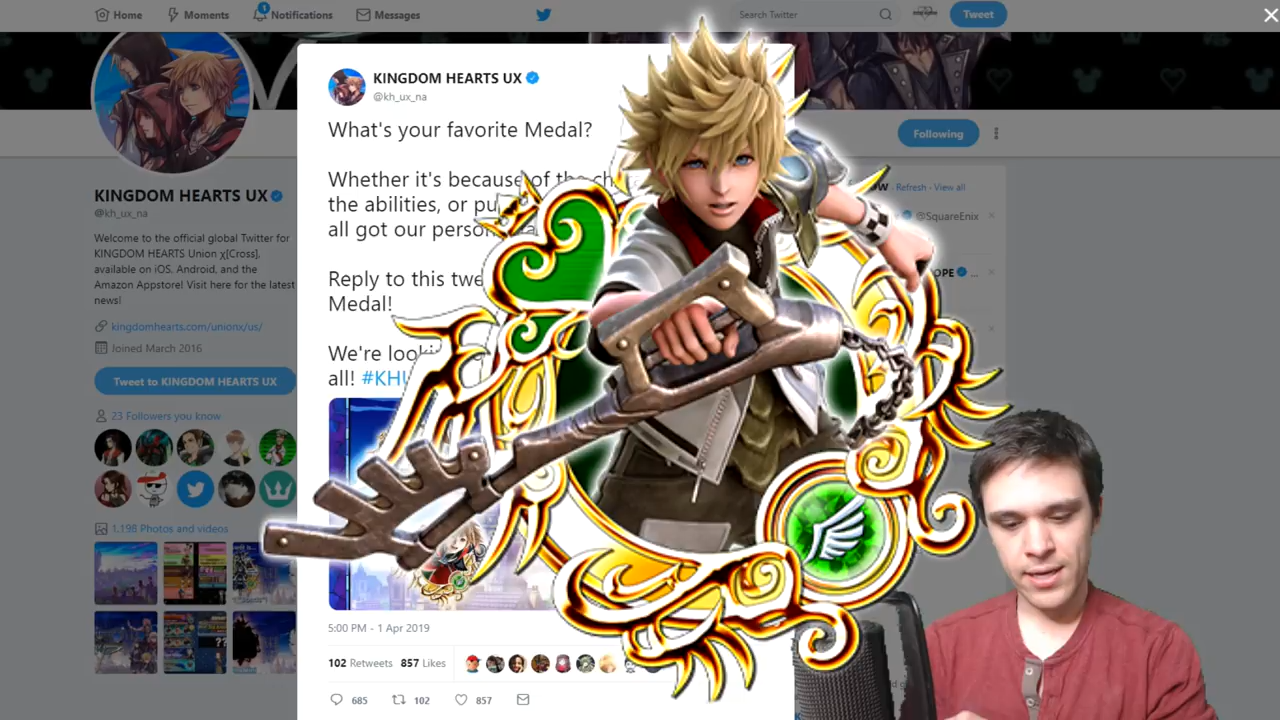 Home
Moments
1
Notifications
Messages
Search Twitter
Tweet
KINGDOM HEARTS UX
@kh_ux_na
What's your favorite Medal?
Whether it's because of the
the abilities, or
all got our
Reply to this
Medal!
We're
all!
Following
Refresh · View all
@SquareEnix
KINGDOM HEARTS UX
@kh_ux_na
Welcome to the official global Twitter for
KINGDOM HEARTS Union χ[Cross],
available on iOS, Android, and the
Amazon Appstore! Visit here for the latest
news!
kingdomhearts.com/unionx/us/
Joined March 2016
Tweet to KINGDOM HEARTS UX
23 Followers you know
1,198 Photos and videos
5:00 PM - 1 Apr 2019
102 Retweets 857 Likes
685 102 857